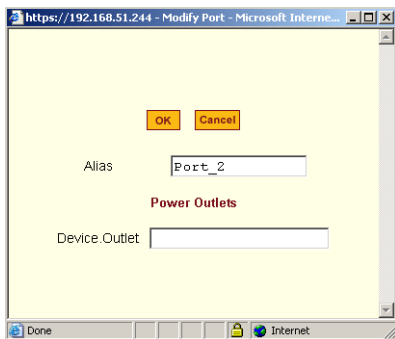 https://192.168.51.244 - Modify Port - Microsoft Interne...
OK Cancel
Alias Port_2
Power Outlets
Device.Outlet
Done Internet